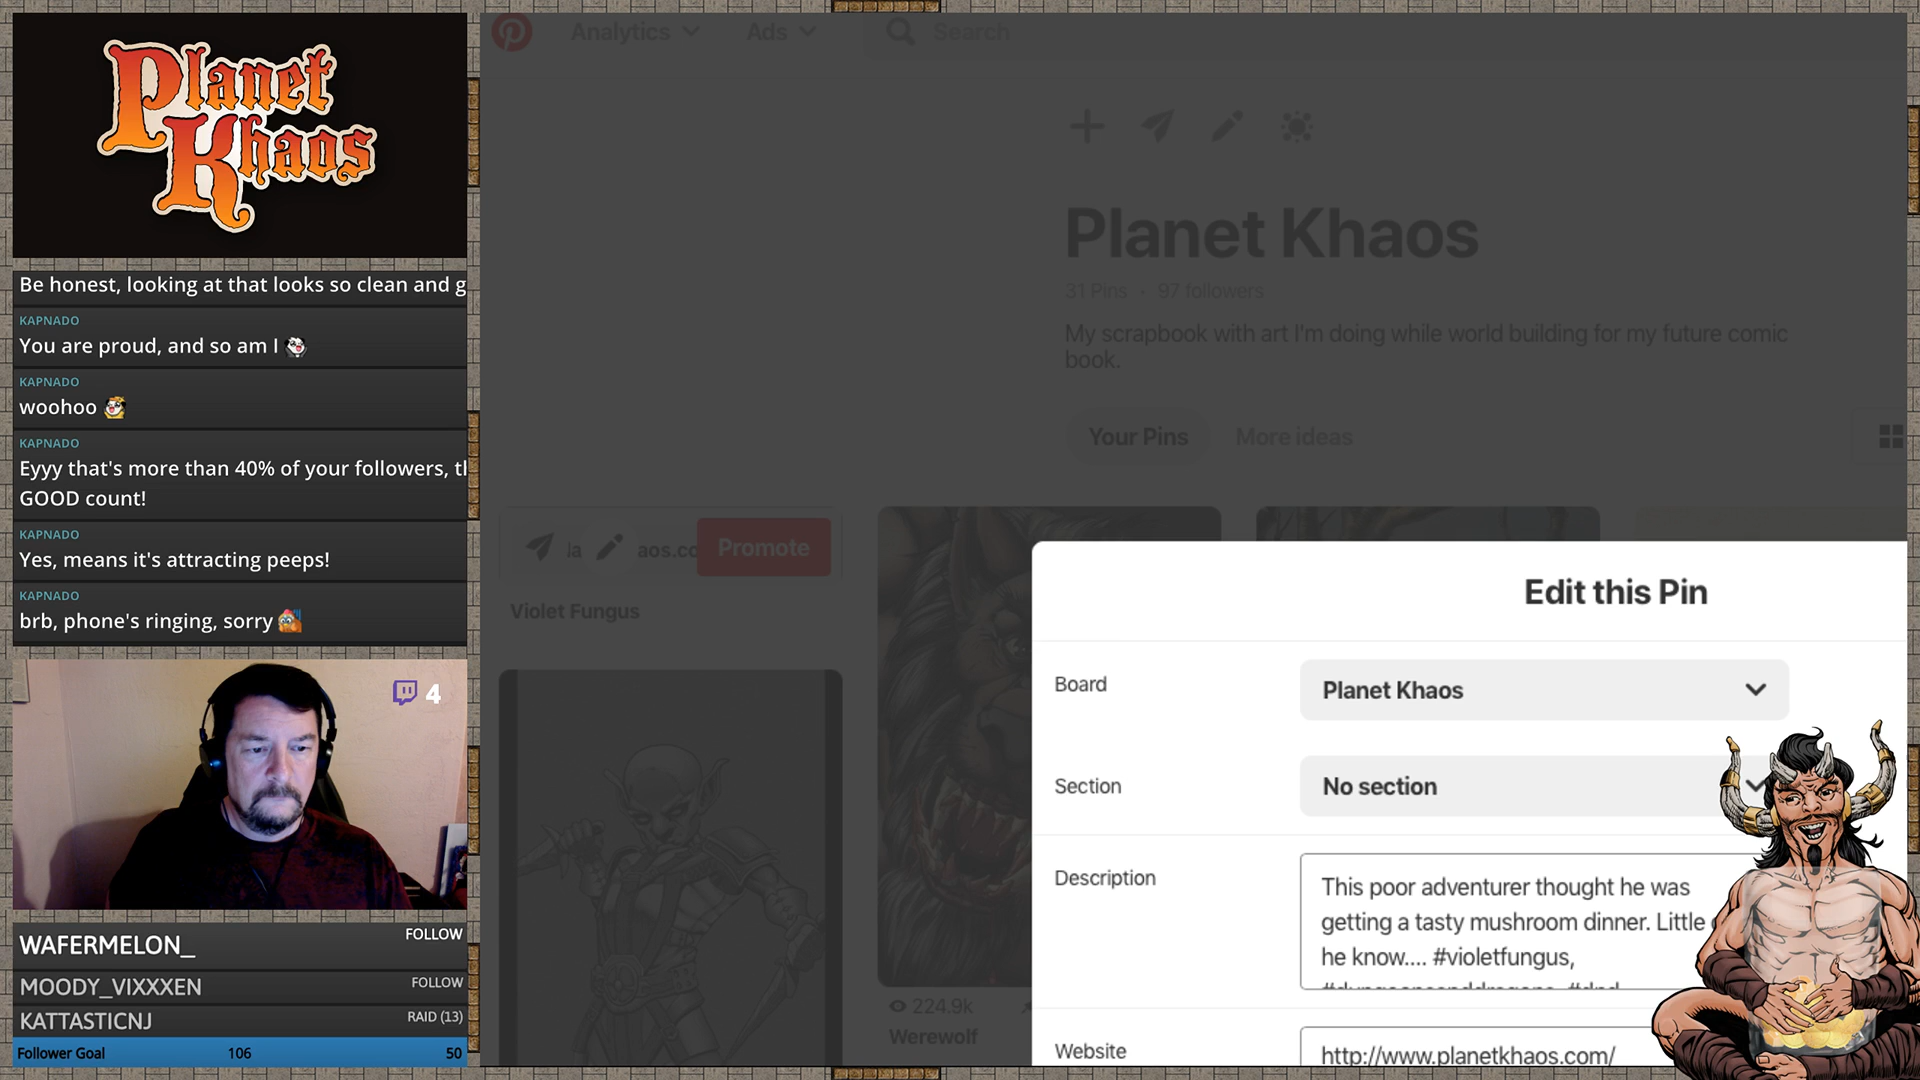 Planet
Khaos
Be honest, looking at that looks so clean and g
KAPNADO
You are proud, and so am I
KAPNADO
woohoo
KAPNADO
Eyyy that's more than 40% of your followers, tl
GOOD count!
KAPNADO
Yes, means it's attracting peeps!
KAPNADO
brb, phone's ringing, sorry
4
WAFERMELON_ FOLLOW
MOODY_VIXXXEN FOLLOW
KATTASTICNJ RAID (13)
Follower Goal 106 50
Analytics Ads Search
Planet Khaos
31 Pins · 97 followers
My scrapbook with art I'm doing while world building for my future comic
book.
Your Pins More ideas
la aos.co Promote
Violet Fungus
224.9k
Werewolf
Edit this Pin
Board Planet Khaos
Section No section
Description
This poor adventurer thought he was
getting a tasty mushroom dinner. Little
he know.... #violetfungus,
#dungeonsanddragons, #dnd
Website http://www.planetkhaos.com/